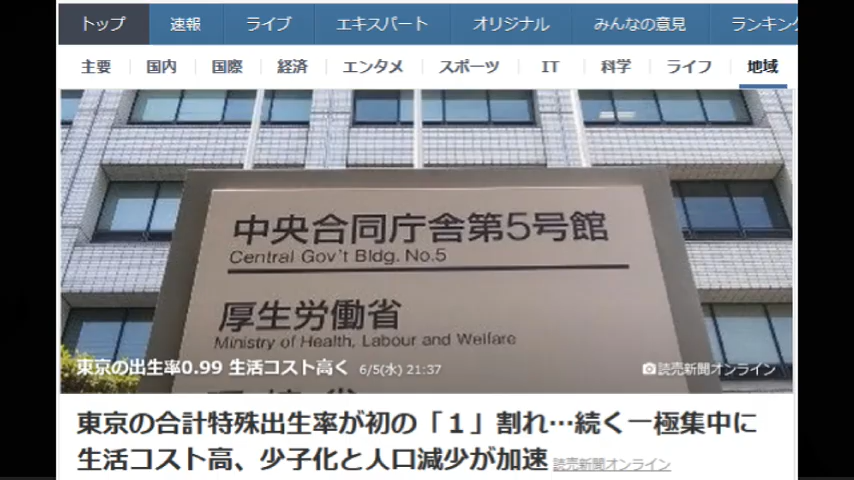 トップ 速報 ライブ エキスパート オリジナル みんなの意見 ランキング
主要 国内 国際 経済 エンタメ スポーツ IT 科学 ライフ 地域
中央合同庁舎第5号館
Central Gov't Bldg. No.5
厚生労働省
Ministry of Health, Labour and Welfare
東京の出生率0.99 生活コスト高く 6/5(水) 21:37 読売新聞オンライン
東京の合計特殊出生率が初の「１」割れ…続く一極集中に
生活コスト高、少子化と人口減少が加速 読売新聞オンライン